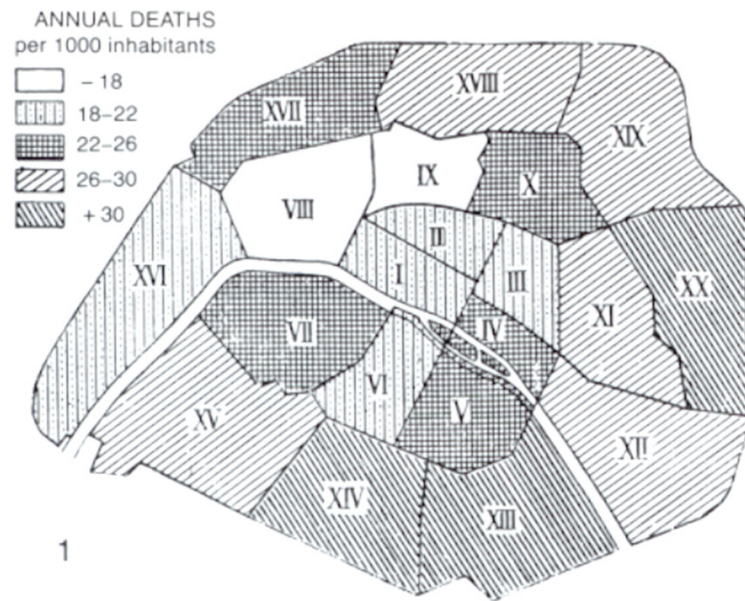 ANNUAL DEATHS
per 1000 inhabitants
– 18
18–22
22–26
26–30
+ 30
XVII
XVIII
XIX
IX
X
VIII
II
XVI
I
III
XX
XI
IV
VII
VI
V
XV
XII
XIV
XIII
1